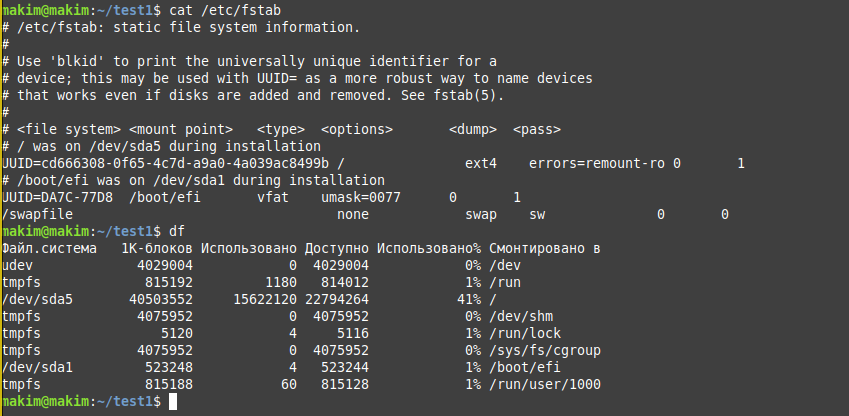 makim@makim:~/test1$ cat /etc/fstab
# /etc/fstab: static file system information.
#
# Use 'blkid' to print the universally unique identifier for a
# device; this may be used with UUID= as a more robust way to name devices
# that works even if disks are added and removed. See fstab(5).
#
# <file system> <mount point>   <type>  <options>       <dump>  <pass>
# / was on /dev/sda5 during installation
UUID=cd666308-0f65-4c7d-a9a0-4a039ac8499b /               ext4    errors=remount-ro 0       1
# /boot/efi was on /dev/sda1 during installation
UUID=DA7C-77D8  /boot/efi       vfat    umask=0077      0       1
/swapfile                                 none            swap    sw              0       0
makim@makim:~/test1$ df
Файл.система   1K-блоков Использовано Доступно Использовано% Смонтировано в
udev             4029004            0  4029004            0% /dev
tmpfs             815192         1180   814012            1% /run
/dev/sda5       40503552     15622120 22794264           41% /
tmpfs            4075952            0  4075952            0% /dev/shm
tmpfs               5120            4     5116            1% /run/lock
tmpfs            4075952            0  4075952            0% /sys/fs/cgroup
/dev/sda1         523248            4   523244            1% /boot/efi
tmpfs             815188           60   815128            1% /run/user/1000
makim@makim:~/test1$